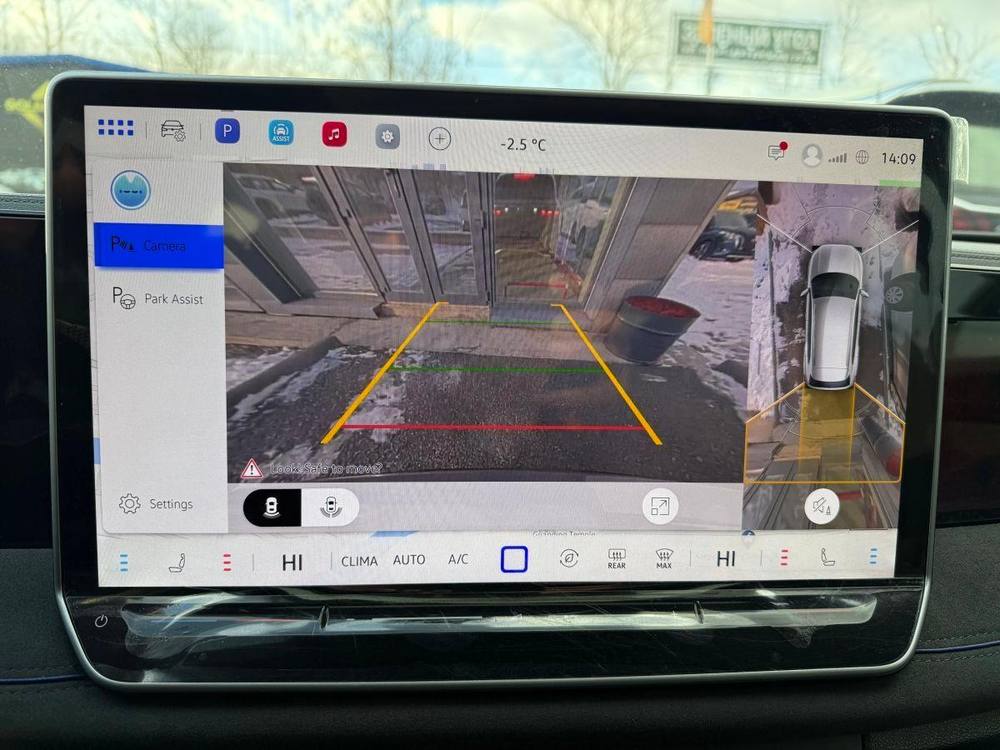 P
ASSIST
-2.5 °C
14:09
P Camera
P Park Assist
Look! Safe to move?
Settings
HI
CLIMA
AUTO
A/C
REAR
MAX
HI